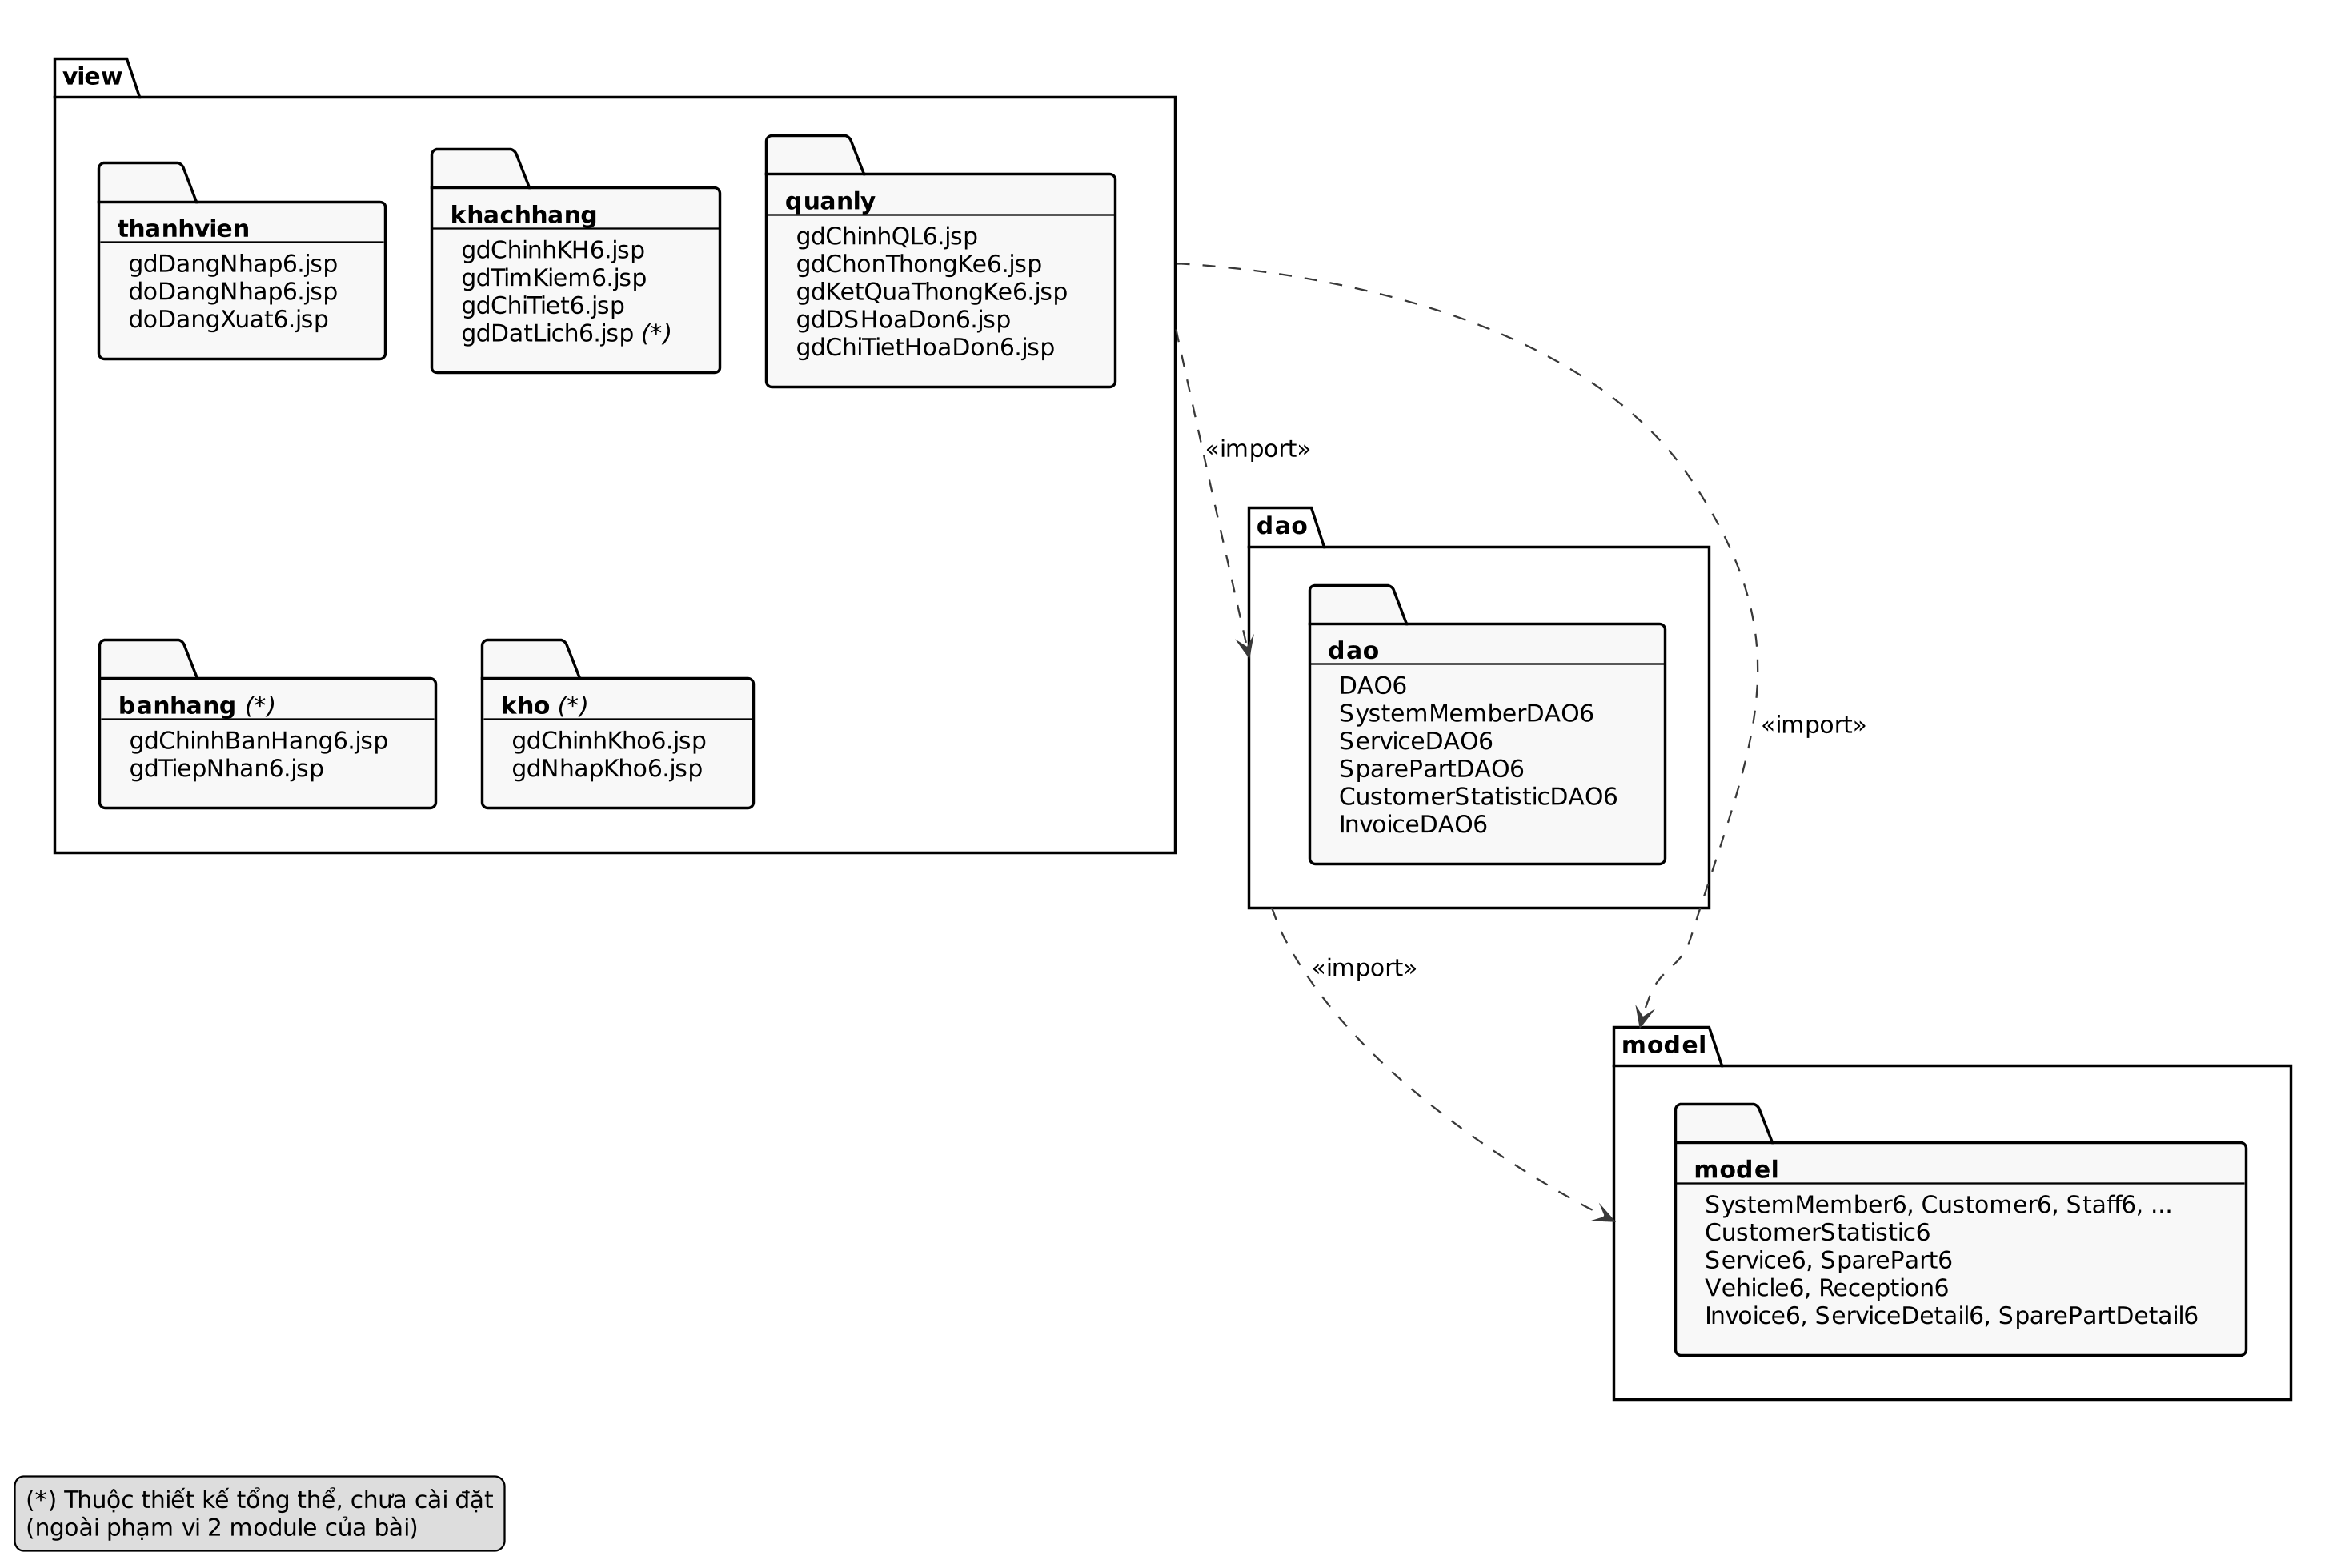 view
thanhvien
gdDangNhap6.jsp
doDangNhap6.jsp
doDangXuat6.jsp
khachhang
gdChinhKH6.jsp
gdTimKiem6.jsp
gdChiTiet6.jsp
gdDatLich6.jsp (*)
quanly
gdChinhQL6.jsp
gdChonThongKe6.jsp
gdKetQuaThongKe6.jsp
gdDSHoaDon6.jsp
gdChiTietHoaDon6.jsp
banhang (*)
gdChinhBanHang6.jsp
gdTiepNhan6.jsp
kho (*)
gdChinhKho6.jsp
gdNhapKho6.jsp
«import»
dao
dao
DAO6
SystemMemberDAO6
ServiceDAO6
SparePartDAO6
CustomerStatisticDAO6
InvoiceDAO6
«import»
«import»
model
model
SystemMember6, Customer6, Staff6, ...
CustomerStatistic6
Service6, SparePart6
Vehicle6, Reception6
Invoice6, ServiceDetail6, SparePartDetail6
(*) Thuộc thiết kế tổng thể, chưa cài đặt
(ngoài phạm vi 2 module của bài)